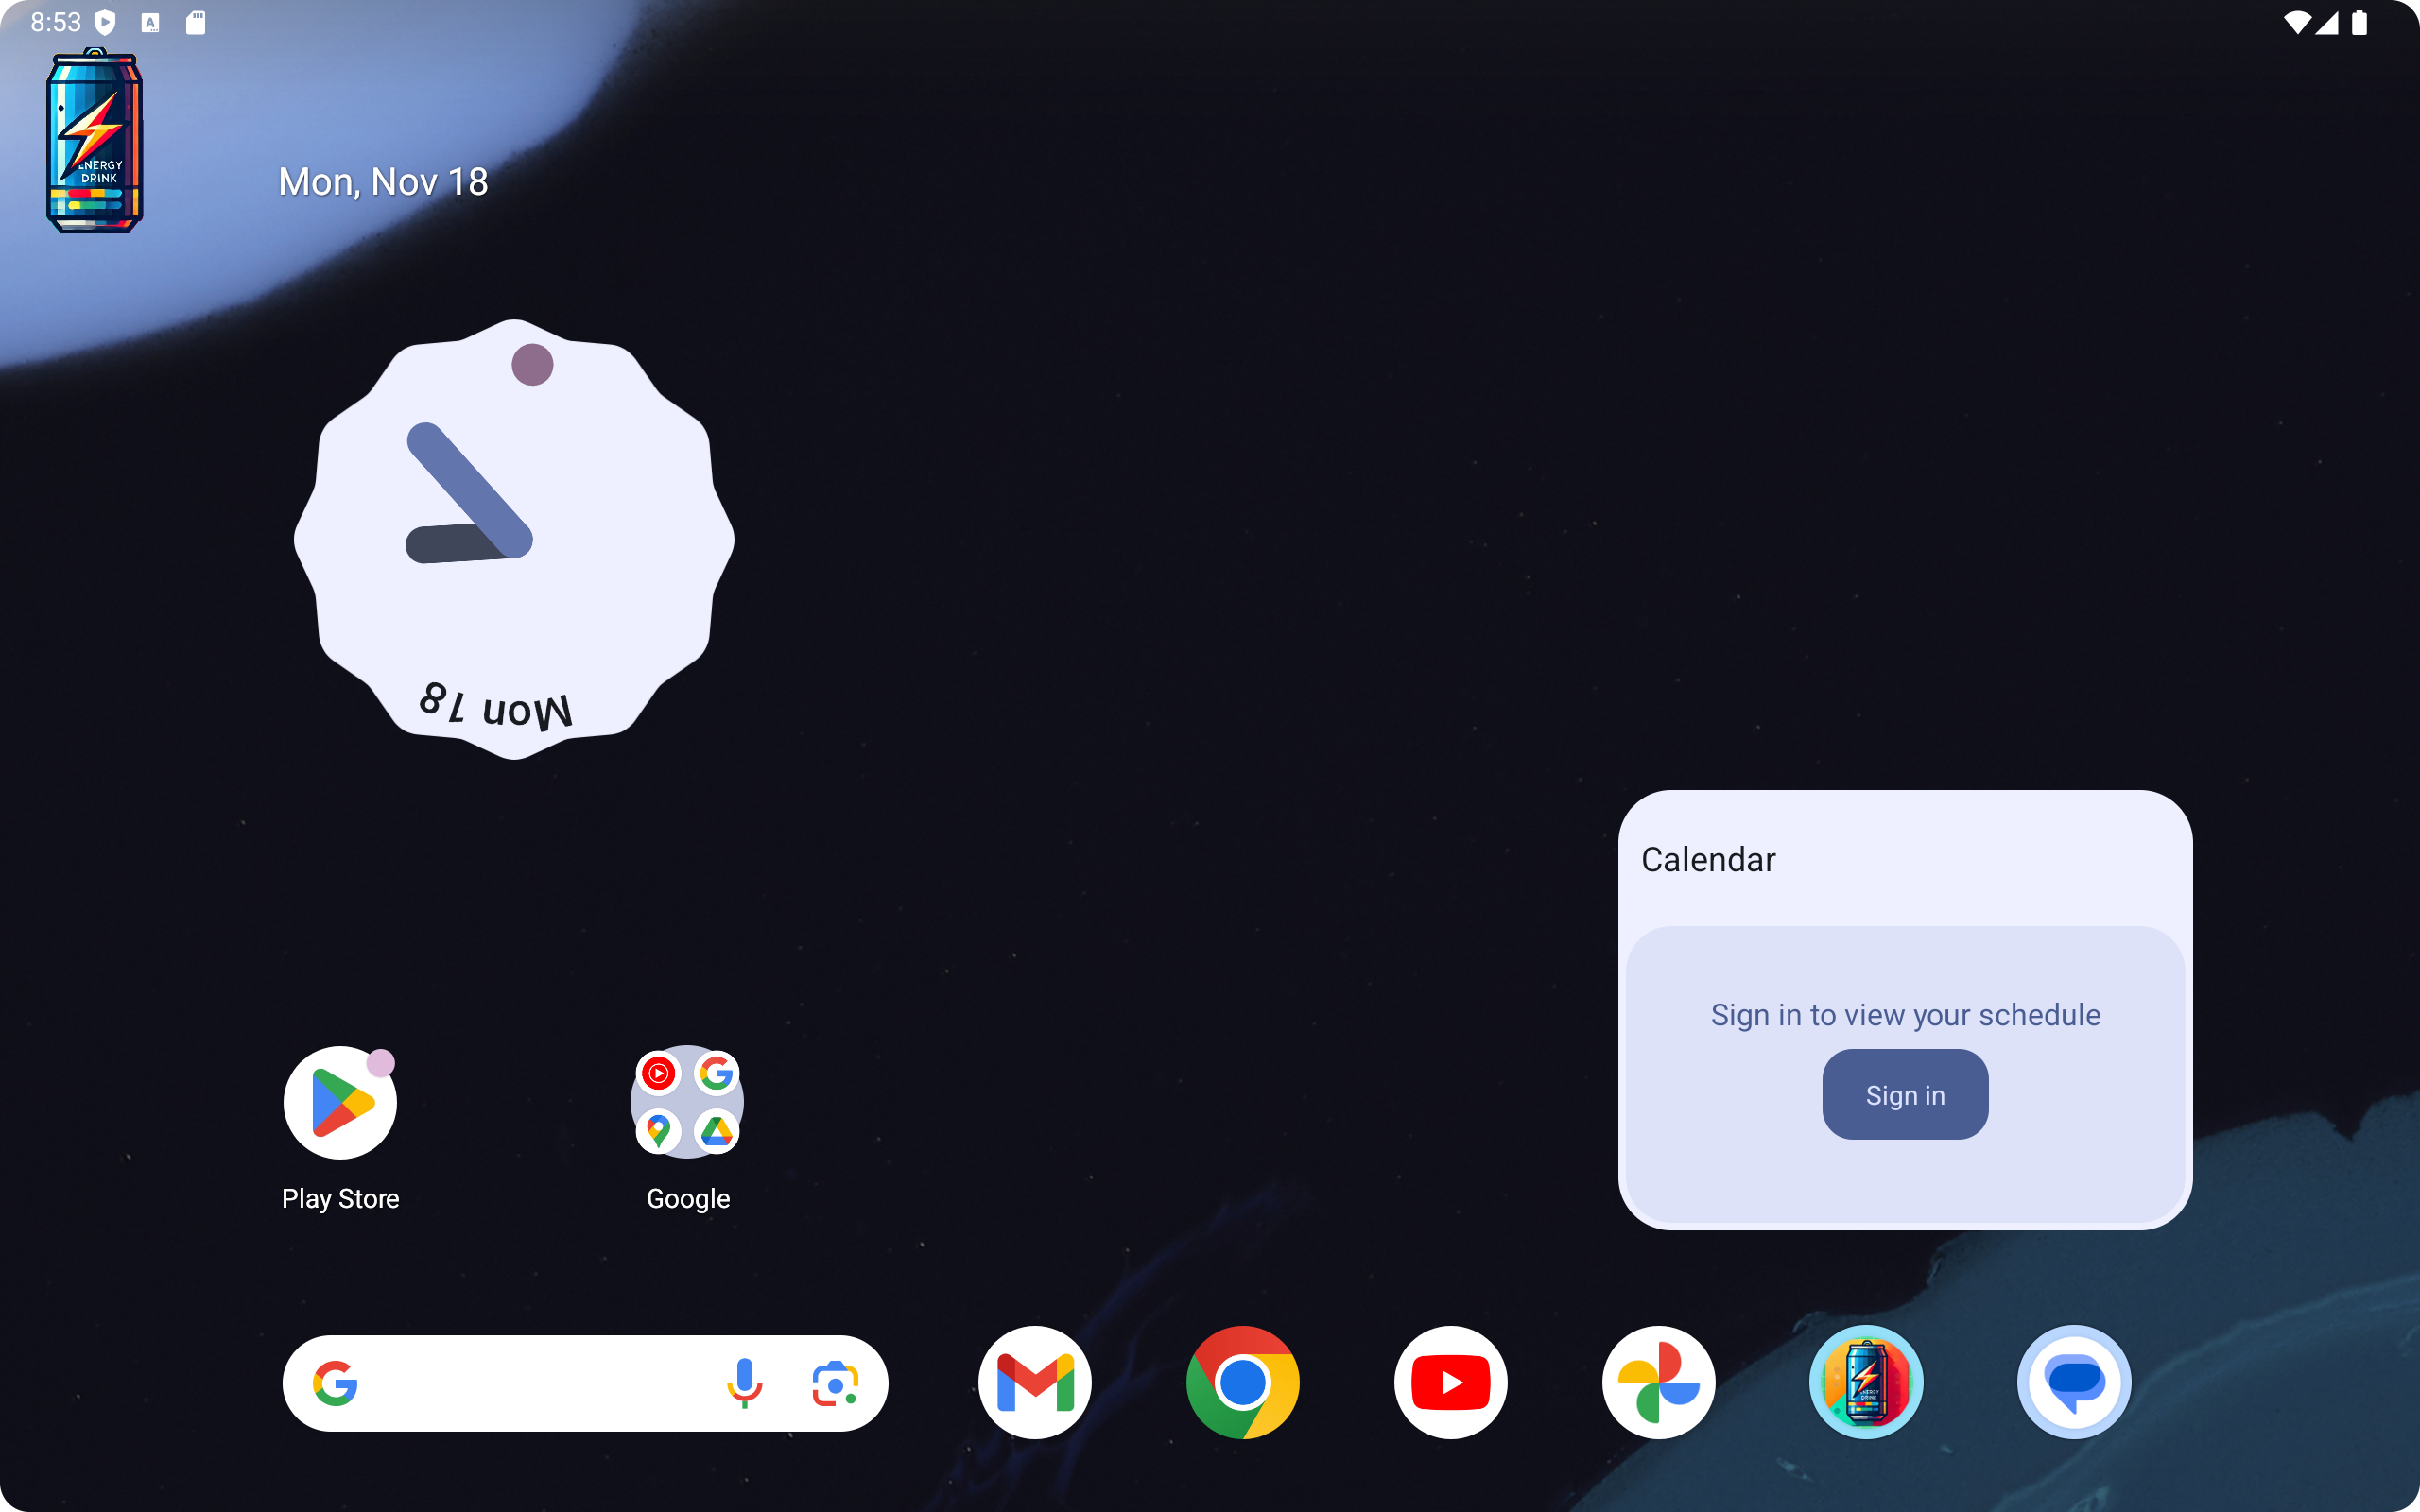 8:53
ENERGY
DRINK
Mon, Nov 18
Mon 18
Calendar
Sign in to view your schedule
Sign in
Play Store
Google